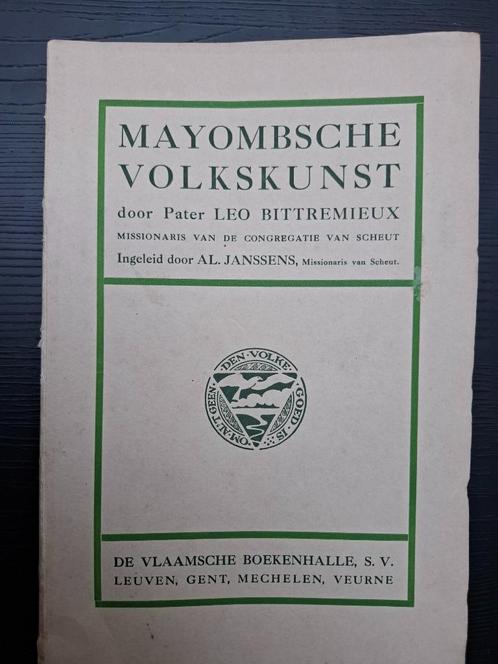 MAYOMBSCHE
VOLKSKUNST
door Pater LEO BITTREMIEUX
MISSIONARIS VAN DE CONGREGATIE VAN SCHEUT
Ingeleid door AL. JANSSENS, Missionaris van Scheut.
OM·AL'T·GEEN·DEN·VOLKE·GOED·IS·
DE VLAAMSCHE BOEKENHALLE, S. V.
LEUVEN, GENT, MECHELEN, VEURNE